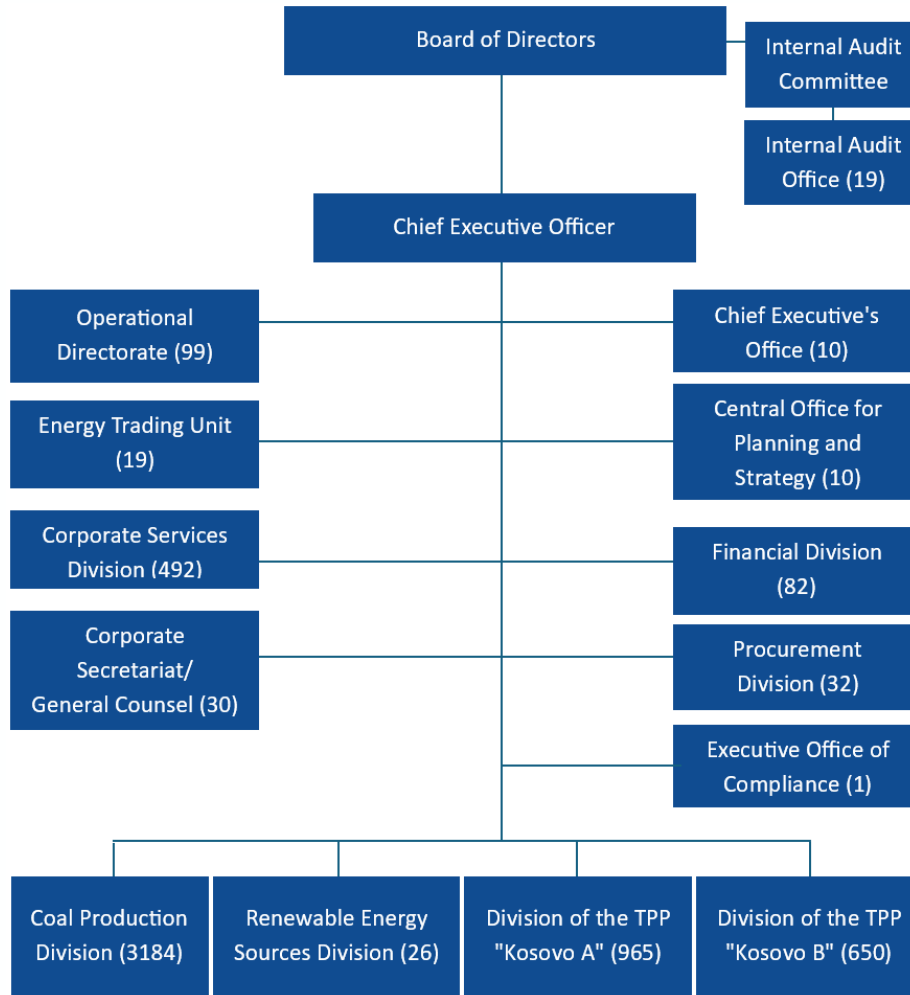 Board of Directors
Internal Audit
Committee
Internal Audit
Office (19)
Chief Executive Officer
Operational
Directorate (99)
Chief Executive's
Office (10)
Energy Trading Unit
(19)
Central Office for
Planning and
Strategy (10)
Corporate Services
Division (492)
Financial Division
(82)
Corporate
Secretariat/
General Counsel (30)
Procurement
Division (32)
Executive Office of
Compliance (1)
Coal Production
Division (3184)
Renewable Energy
Sources Division (26)
Division of the TPP
"Kosovo A" (965)
Division of the TPP
"Kosovo B" (650)